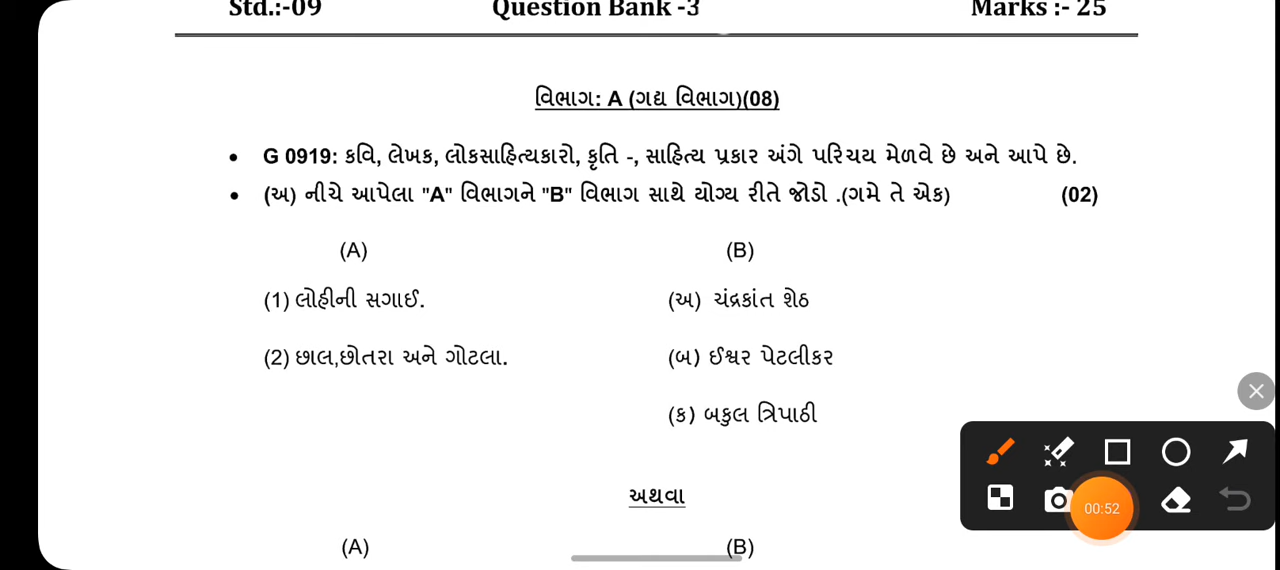 Std.:-09 Question Bank -3 Marks :- 25
વિભાગ: A (ગદ્ય વિભાગ)(08)
• G 0919: કવિ, લેખક, લોકસાહિત્યકારો, કૃતિ -, સાહિત્ય પ્રકાર અંગે પરિચય મેળવે છે અને આપે છે.
• (અ) નીચે આપેલા "A" વિભાગને "B" વિભાગ સાથે યોગ્ય રીતે જોડો .(ગમે તે એક) (02)
(A) (B)
(1) લોહીની સગાઈ. (અ) ચંદ્રકાંત શેઠ
(2) છાલ,છોતરા અને ગોટલા. (બ) ઈશ્વર પેટલીકર
(ક) બકુલ ત્રિપાઠી
અથવા
(A) (B)
00:52